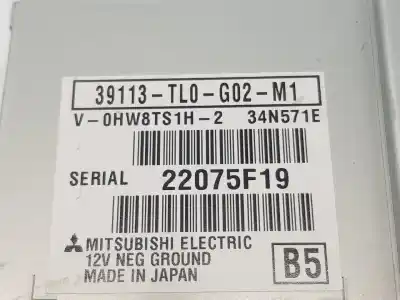 39113-TL0-G02-M1
V-0HW8TS1H-2 34N571E
SERIAL 22075F19
MITSUBISHI ELECTRIC
12V NEG GROUND
MADE IN JAPAN
B5